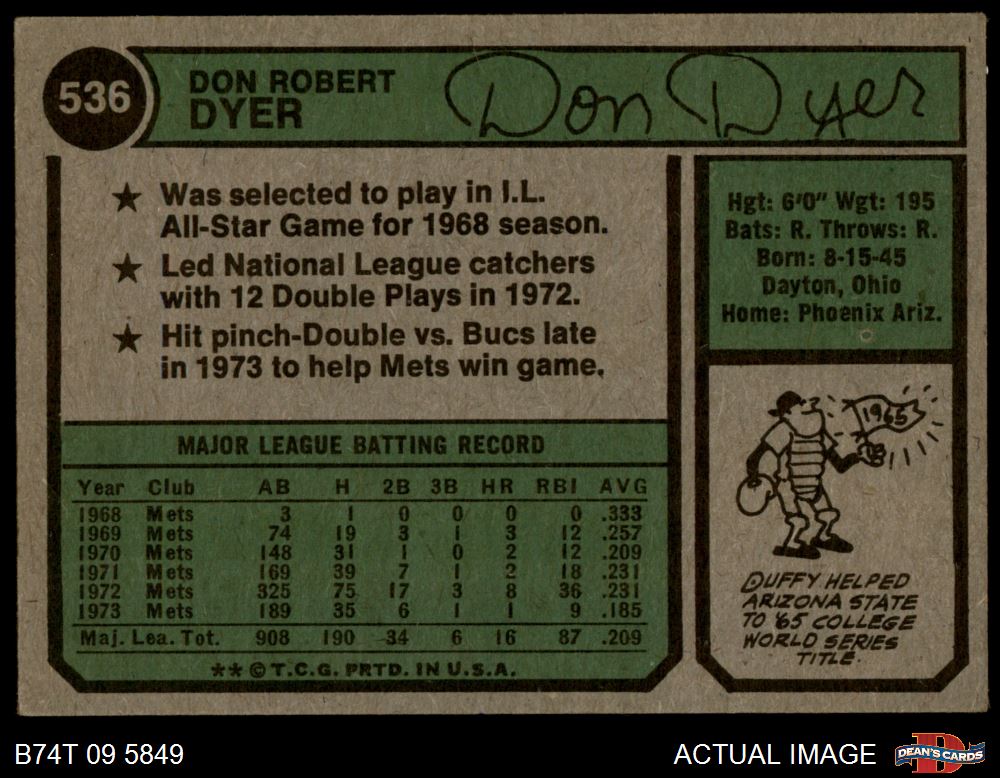 536
DON ROBERT
DYER
Don Dyer
★ Was selected to play in I.L.
All-Star Game for 1968 season.
★ Led National League catchers
with 12 Double Plays in 1972.
★ Hit pinch-Double vs. Bucs late
in 1973 to help Mets win game.
Hgt: 6'0" Wgt: 195
Bats: R. Throws: R.
Born: 8-15-45
Dayton, Ohio
Home: Phoenix Ariz.
MAJOR LEAGUE BATTING RECORD
Year Club AB H 2B 3B HR RBI AVG
1968 Mets 3 1 0 0 0 0 .333
1969 Mets 74 19 3 1 3 12 .257
1970 Mets 148 31 1 0 2 12 .209
1971 Mets 169 39 7 1 2 18 .231
1972 Mets 325 75 17 3 8 36 .231
1973 Mets 189 35 6 1 1 9 .185
Maj. Lea. Tot. 908 190 34 6 16 87 .209
** © T.C.G. PRTD. IN U.S.A.
1965
DUFFY HELPED
ARIZONA STATE
TO '65 COLLEGE
WORLD SERIES
TITLE.
B74T 09 5849
ACTUAL IMAGE
D
DEAN'S CARDS